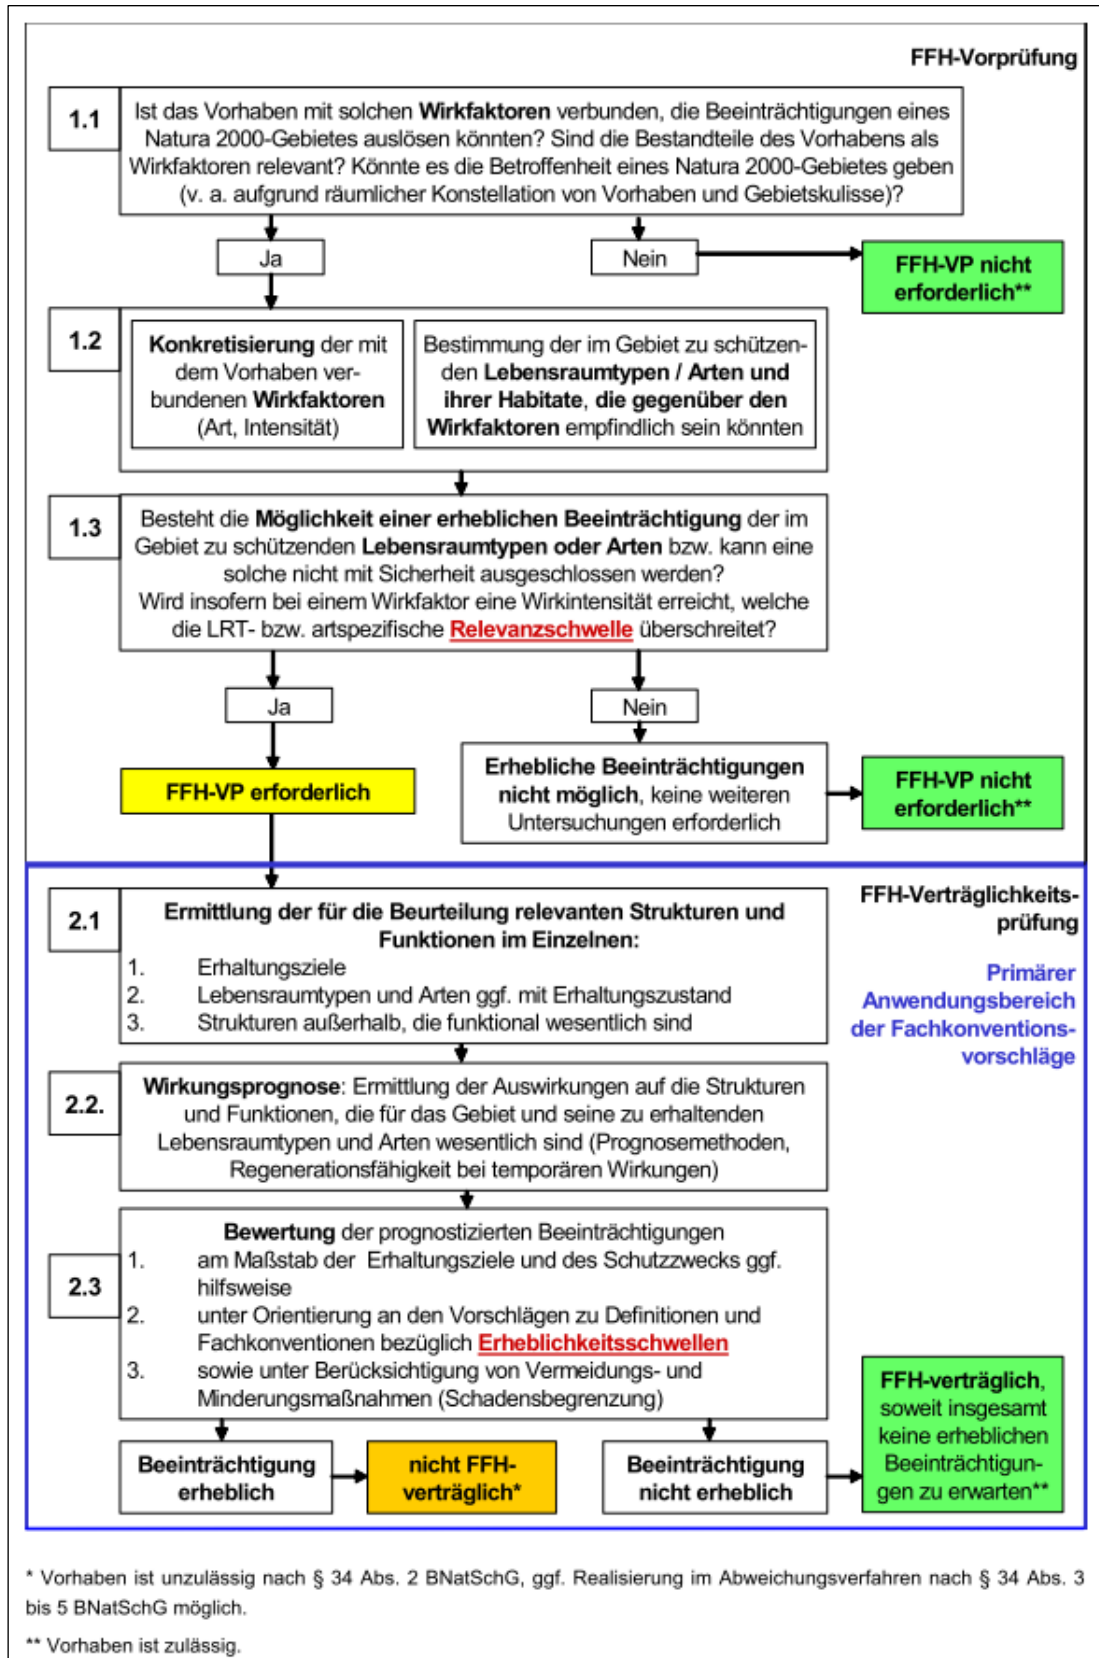 FFH-Vorprüfung
1.1
Ist das Vorhaben mit solchen Wirkfaktoren verbunden, die Beeinträchtigungen eines
Natura 2000-Gebietes auslösen könnten? Sind die Bestandteile des Vorhabens als
Wirkfaktoren relevant? Könnte es die Betroffenheit eines Natura 2000-Gebietes geben
(v. a. aufgrund räumlicher Konstellation von Vorhaben und Gebietskulisse)?
Ja
Nein
FFH-VP nicht
erforderlich**
1.2
Konkretisierung der mit
dem Vorhaben ver-
bundenen Wirkfaktoren
(Art, Intensität)
Bestimmung der im Gebiet zu schützen-
den Lebensraumtypen / Arten und
ihrer Habitate, die gegenüber den
Wirkfaktoren empfindlich sein könnten
1.3
Besteht die Möglichkeit einer erheblichen Beeinträchtigung der im
Gebiet zu schützenden Lebensraumtypen oder Arten bzw. kann eine
solche nicht mit Sicherheit ausgeschlossen werden?
Wird insofern bei einem Wirkfaktor eine Wirkintensität erreicht, welche
die LRT- bzw. artspezifische Relevanzschwelle überschreitet?
Ja
Nein
FFH-VP erforderlich
Erhebliche Beeinträchtigungen
nicht möglich, keine weiteren
Untersuchungen erforderlich
FFH-VP nicht
erforderlich**
FFH-Verträglichkeits-
prüfung
Primärer
Anwendungsbereich
der Fachkonventions-
vorschläge
2.1
Ermittlung der für die Beurteilung relevanten Strukturen und
Funktionen im Einzelnen:
1. Erhaltungsziele
2. Lebensraumtypen und Arten ggf. mit Erhaltungszustand
3. Strukturen außerhalb, die funktional wesentlich sind
2.2.
Wirkungsprognose: Ermittlung der Auswirkungen auf die Strukturen
und Funktionen, die für das Gebiet und seine zu erhaltenden
Lebensraumtypen und Arten wesentlich sind (Prognosemethoden,
Regenerationsfähigkeit bei temporären Wirkungen)
2.3
Bewertung der prognostizierten Beeinträchtigungen
1. am Maßstab der Erhaltungsziele und des Schutzzwecks ggf.
hilfsweise
2. unter Orientierung an den Vorschlägen zu Definitionen und
Fachkonventionen bezüglich Erheblichkeitsschwellen
3. sowie unter Berücksichtigung von Vermeidungs- und
Minderungsmaßnahmen (Schadensbegrenzung)
Beeinträchtigung
erheblich
nicht FFH-
verträglich*
Beeinträchtigung
nicht erheblich
FFH-verträglich,
soweit insgesamt
keine erheblichen
Beeinträchtigun-
gen zu erwarten**
* Vorhaben ist unzulässig nach § 34 Abs. 2 BNatSchG, ggf. Realisierung im Abweichungsverfahren nach § 34 Abs. 3
bis 5 BNatSchG möglich.
** Vorhaben ist zulässig.